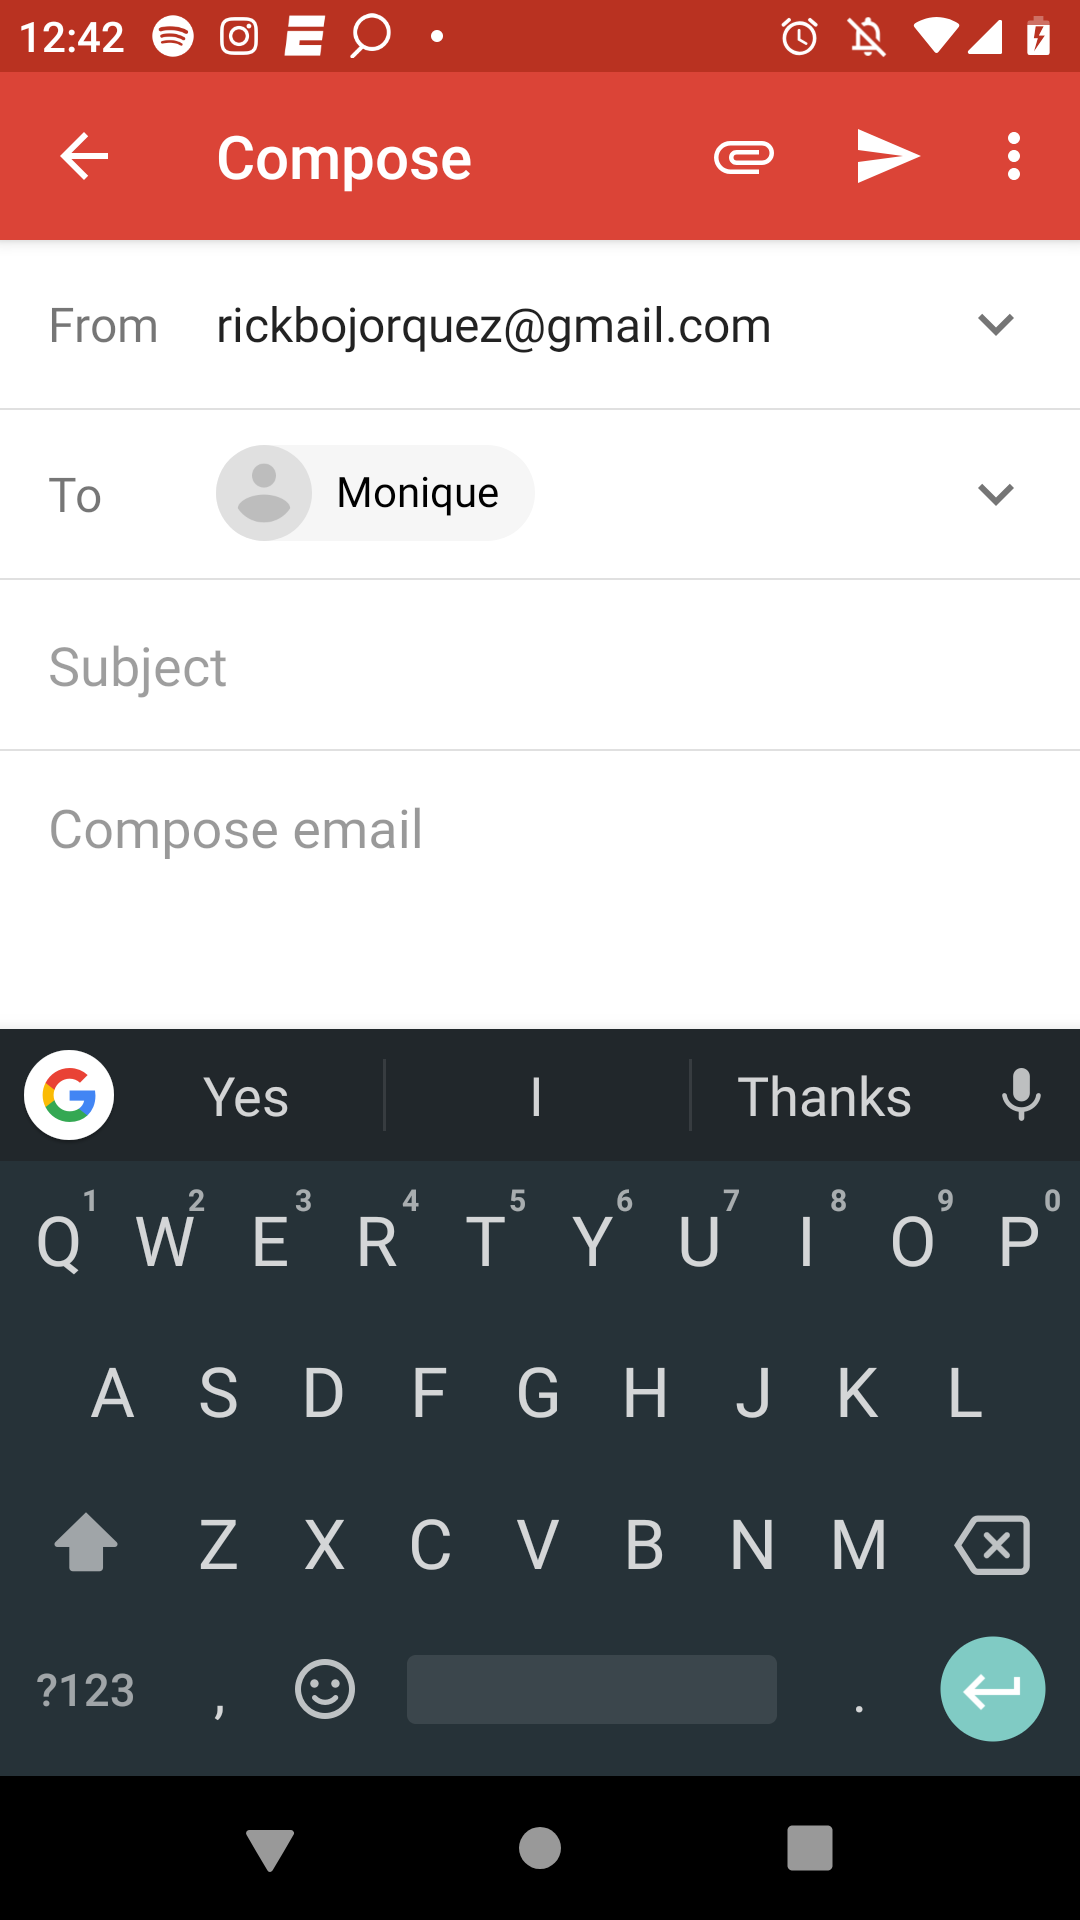 12:42
Compose
From rickbojorquez@gmail.com
To Monique
Subject
Compose email
Yes I Thanks
1 2 3 4 5 6 7 8 9 0
Q W E R T Y U I O P
A S D F G H J K L
Z X C V B N M
?123 , .